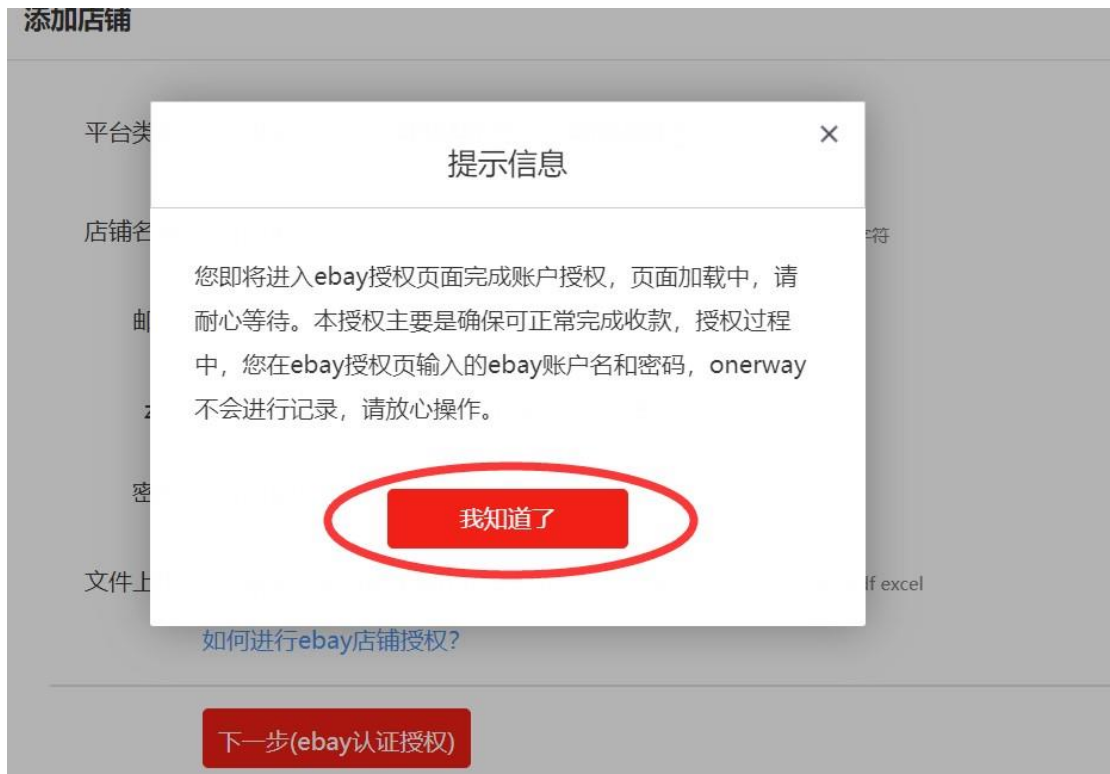 添加店铺
平台类
提示信息
店铺名
字符
您即将进入ebay授权页面完成账户授权，页面加载中，请
耐心等待。本授权主要是确保可正常完成收款，授权过程
中，您在ebay授权页输入的ebay账户名和密码，onerway
不会进行记录，请放心操作。
邮
密
我知道了
文件上
df excel
如何进行ebay店铺授权?
下一步(ebay认证授权)